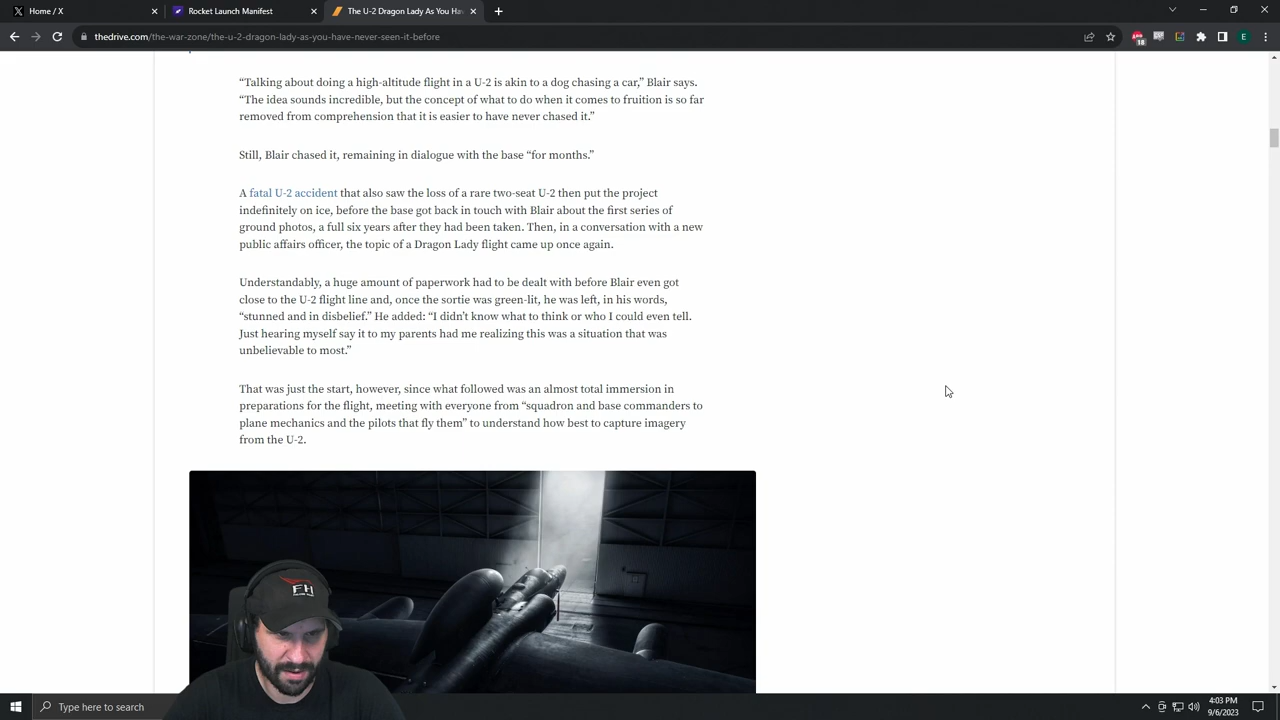 Home / X
Rocket Launch Manifest
The U-2 Dragon Lady As You Hav
thedrive.com/the-war-zone/the-u-2-dragon-lady-as-you-have-never-seen-it-before
18
E
“Talking about doing a high-altitude flight in a U-2 is akin to a dog chasing a car,” Blair says.
“The idea sounds incredible, but the concept of what to do when it comes to fruition is so far
removed from comprehension that it is easier to have never chased it.”
Still, Blair chased it, remaining in dialogue with the base “for months.”
A fatal U-2 accident that also saw the loss of a rare two-seat U-2 then put the project
indefinitely on ice, before the base got back in touch with Blair about the first series of
ground photos, a full six years after they had been taken. Then, in a conversation with a new
public affairs officer, the topic of a Dragon Lady flight came up once again.
Understandably, a huge amount of paperwork had to be dealt with before Blair even got
close to the U-2 flight line and, once the sortie was green-lit, he was left, in his words,
“stunned and in disbelief.” He added: “I didn’t know what to think or who I could even tell.
Just hearing myself say it to my parents had me realizing this was a situation that was
unbelievable to most.”
That was just the start, however, since what followed was an almost total immersion in
preparations for the flight, meeting with everyone from “squadron and base commanders to
plane mechanics and the pilots that fly them” to understand how best to capture imagery
from the U-2.
FH
Type here to search
4:03 PM
9/6/2023